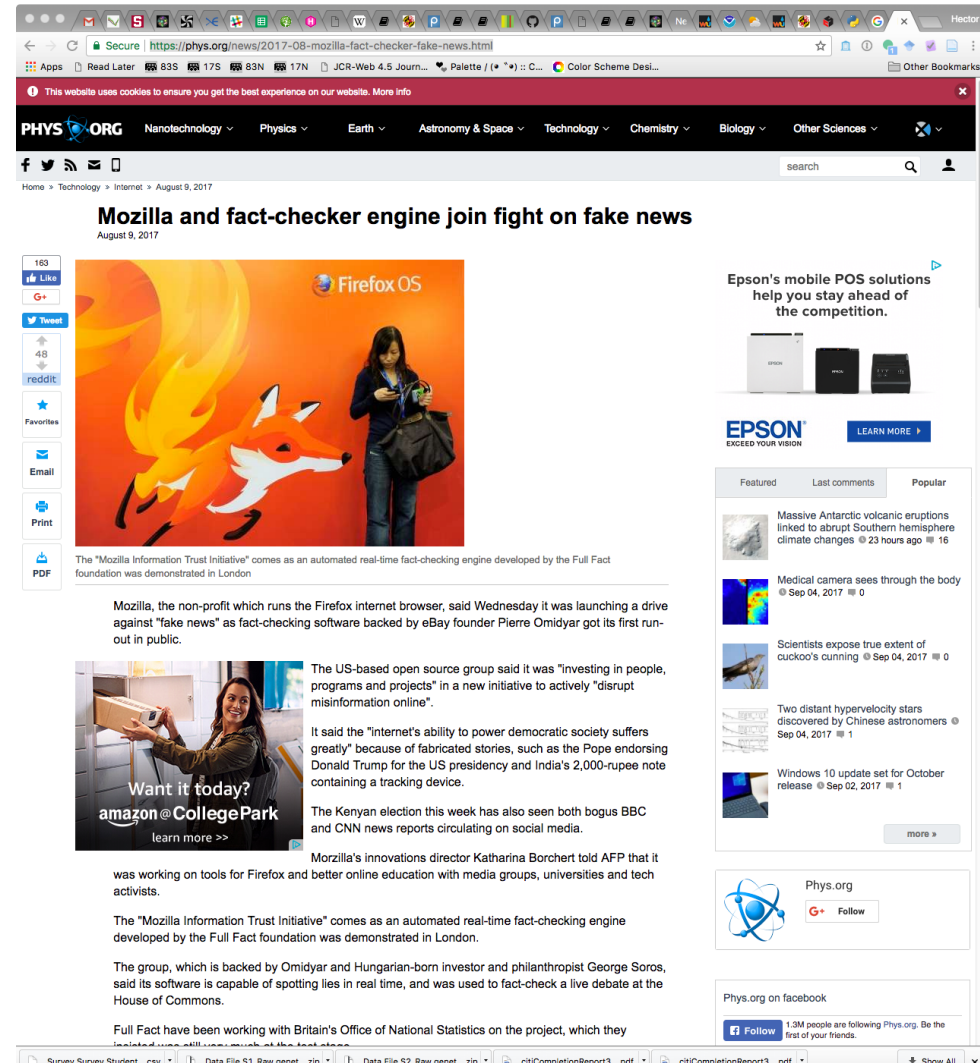 Hector
Secure https://phys.org/news/2017-08-mozilla-fact-checker-fake-news.html
Apps Read Later 83S 17S 83N 17N JCR-Web 4.5 Journ... Palette / (• ˚•) :: C... Color Scheme Desi... Other Bookmarks
This website uses cookies to ensure you get the best experience on our website. More info
PHYS ORG Nanotechnology Physics Earth Astronomy & Space Technology Chemistry Biology Other Sciences
search
Home » Technology » Internet » August 9, 2017
Mozilla and fact-checker engine join fight on fake news
August 9, 2017
163
Like
G+
Tweet
48
reddit
Favorites
Email
Print
PDF
Firefox OS
The "Mozilla Information Trust Initiative" comes as an automated real-time fact-checking engine developed by the Full Fact
foundation was demonstrated in London
Mozilla, the non-profit which runs the Firefox internet browser, said Wednesday it was launching a drive
against "fake news" as fact-checking software backed by eBay founder Pierre Omidyar got its first run-
out in public.
Want it today?
amazon@CollegePark
learn more >>
The US-based open source group said it was "investing in people,
programs and projects" in a new initiative to actively "disrupt
misinformation online".
It said the "internet's ability to power democratic society suffers
greatly" because of fabricated stories, such as the Pope endorsing
Donald Trump for the US presidency and India's 2,000-rupee note
containing a tracking device.
The Kenyan election this week has also seen both bogus BBC
and CNN news reports circulating on social media.
Morzilla's innovations director Katharina Borchert told AFP that it
was working on tools for Firefox and better online education with media groups, universities and tech
activists.
The "Mozilla Information Trust Initiative" comes as an automated real-time fact-checking engine
developed by the Full Fact foundation was demonstrated in London.
The group, which is backed by Omidyar and Hungarian-born investor and philanthropist George Soros,
said its software is capable of spotting lies in real time, and was used to fact-check a live debate at the
House of Commons.
Full Fact have been working with Britain's Office of National Statistics on the project, which they
Epson's mobile POS solutions
help you stay ahead of
the competition.
EPSON
EXCEED YOUR VISION
LEARN MORE
Featured Last comments Popular
Massive Antarctic volcanic eruptions
linked to abrupt Southern hemisphere
climate changes 23 hours ago 16
Medical camera sees through the body
Sep 04, 2017 0
Scientists expose true extent of
cuckoo's cunning Sep 04, 2017 0
Two distant hypervelocity stars
discovered by Chinese astronomers
Sep 04, 2017 1
Windows 10 update set for October
release Sep 02, 2017 1
more »
Phys.org
G+ Follow
Phys.org on facebook
Follow 1.3M people are following Phys.org. Be the
first of your friends.
Survey Survey Student .csv Data File S1 Raw genet .zip Data File S2 Raw genet .zip citiCompletionReport3 .pdf citiCompletionReport3 .pdf Show All